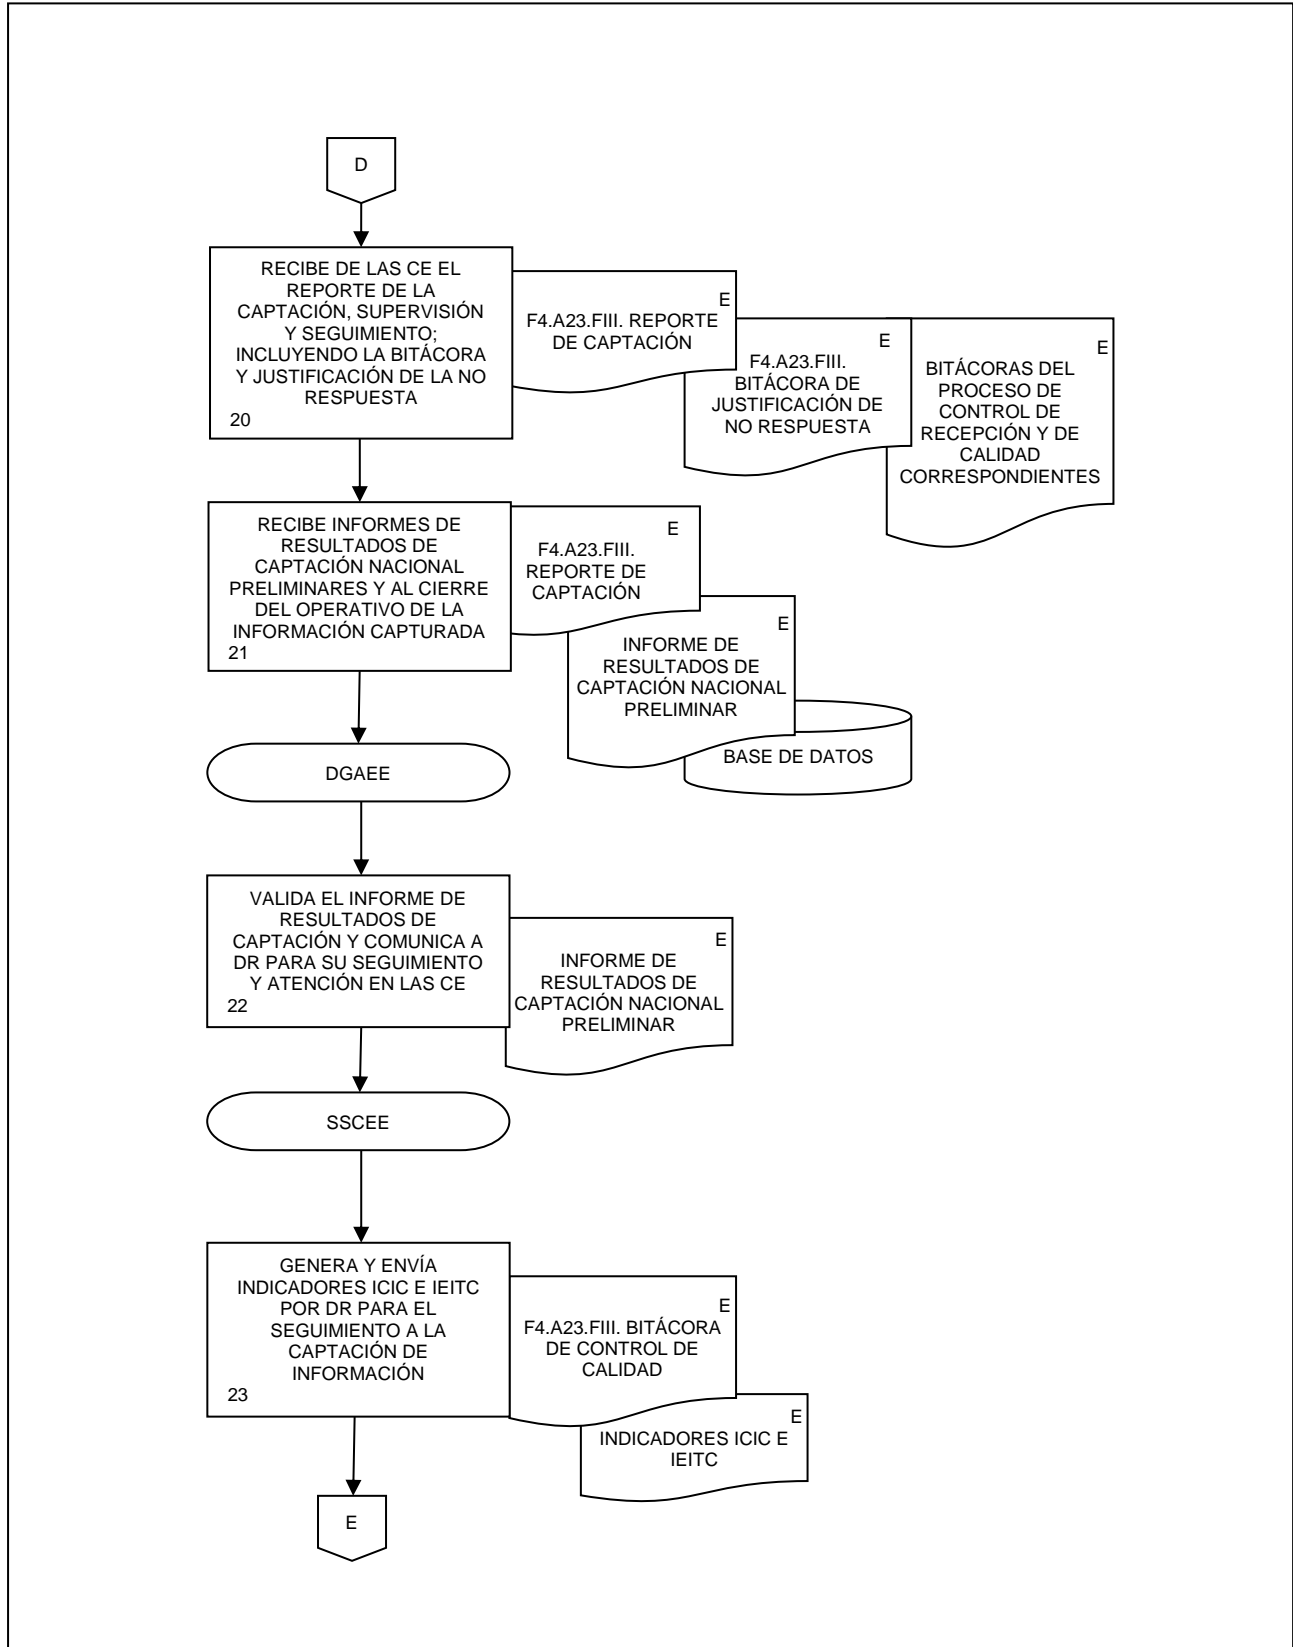 D
RECIBE DE LAS CE EL
REPORTE DE LA
CAPTACIÓN, SUPERVISIÓN
Y SEGUIMIENTO;
INCLUYENDO LA BITÁCORA
Y JUSTIFICACIÓN DE LA NO
RESPUESTA
20
E
F4.A23.FIII. REPORTE
DE CAPTACIÓN
E
F4.A23.FIII.
BITÁCORA DE
JUSTIFICACIÓN DE
NO RESPUESTA
E
BITÁCORAS DEL
PROCESO DE
CONTROL DE
RECEPCIÓN Y DE
CALIDAD
CORRESPONDIENTES
RECIBE INFORMES DE
RESULTADOS DE
CAPTACIÓN NACIONAL
PRELIMINARES Y AL CIERRE
DEL OPERATIVO DE LA
INFORMACIÓN CAPTURADA
21
E
F4.A23.FIII.
REPORTE DE
CAPTACIÓN
E
INFORME DE
RESULTADOS DE
CAPTACIÓN NACIONAL
PRELIMINAR
BASE DE DATOS
DGAEE
VALIDA EL INFORME DE
RESULTADOS DE
CAPTACIÓN Y COMUNICA A
DR PARA SU SEGUIMIENTO
Y ATENCIÓN EN LAS CE
22
E
INFORME DE
RESULTADOS DE
CAPTACIÓN NACIONAL
PRELIMINAR
SSCEE
GENERA Y ENVÍA
INDICADORES ICIC E IEITC
POR DR PARA EL
SEGUIMIENTO A LA
CAPTACIÓN DE
INFORMACIÓN
23
E
F4.A23.FIII. BITÁCORA
DE CONTROL DE
CALIDAD
E
INDICADORES ICIC E
IEITC
E